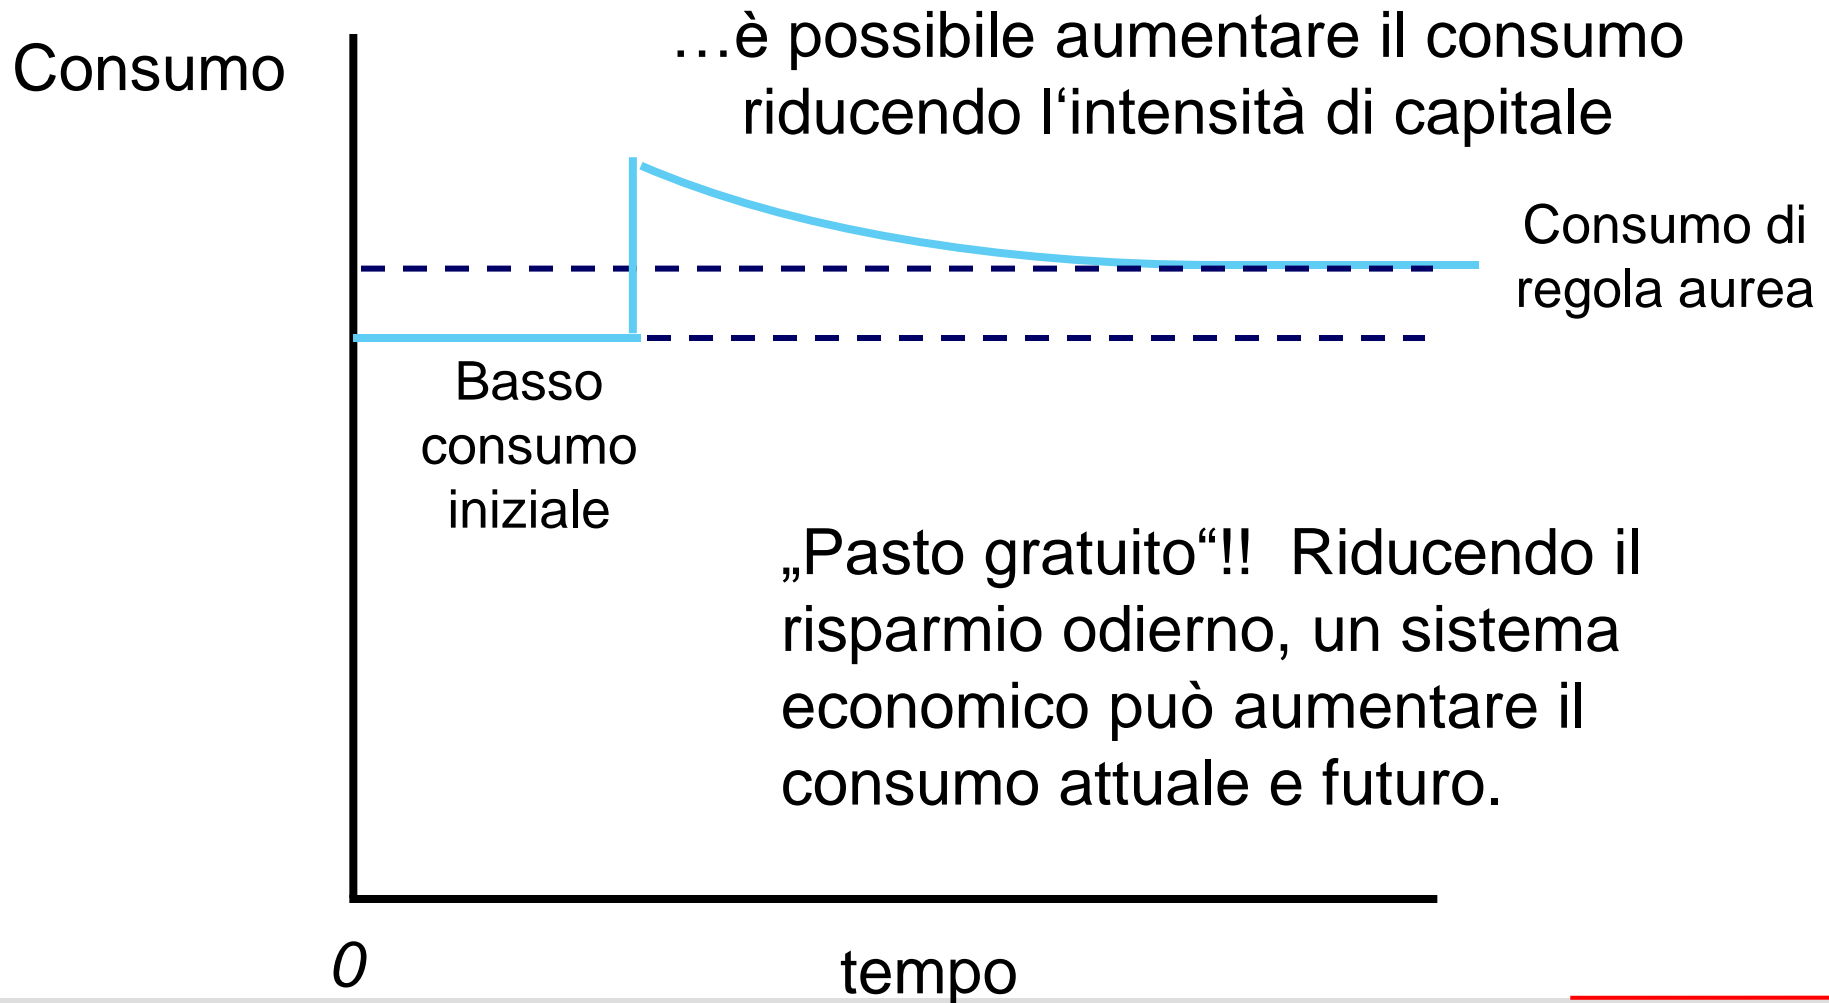 Consumo
…è possibile aumentare il consumo
riducendo l‘intensità di capitale
Consumo di
regola aurea
Basso
consumo
iniziale
„Pasto gratuito“!! Riducendo il
risparmio odierno, un sistema
economico può aumentare il
consumo attuale e futuro.
0
tempo